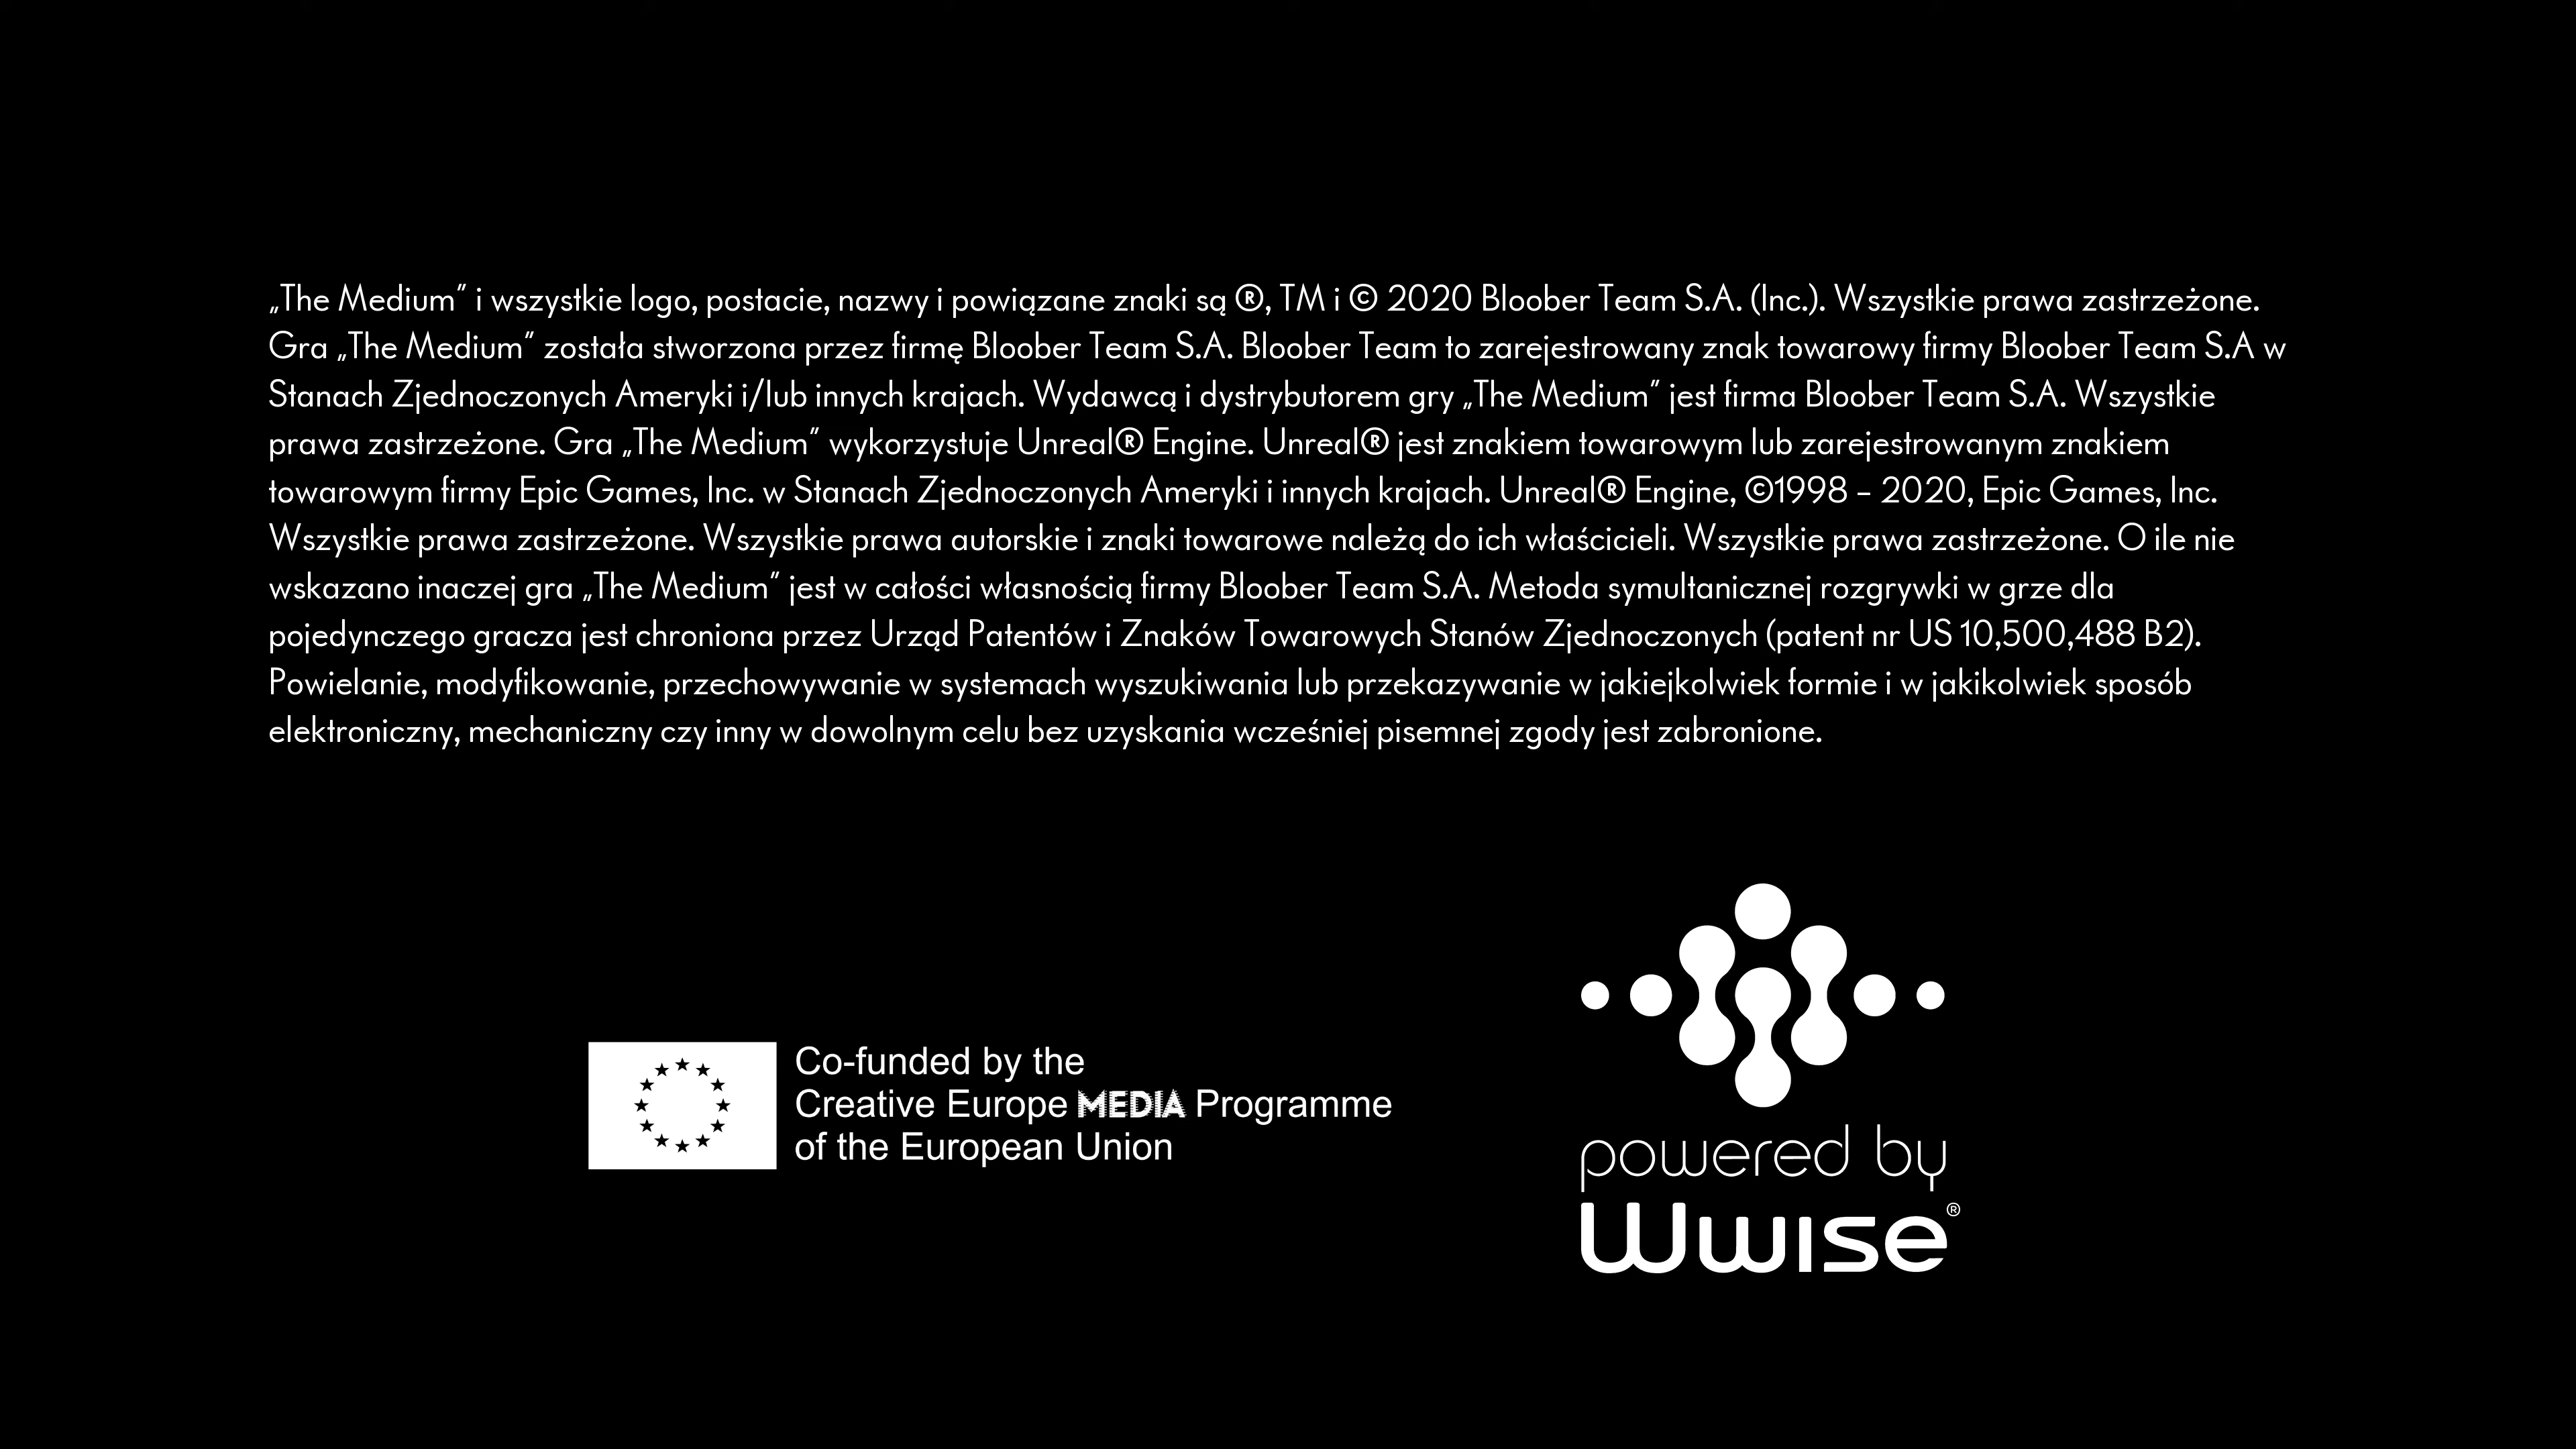 „The Medium” i wszystkie logo, postacie, nazwy i powiązane znaki są ®, TM i © 2020 Bloober Team S.A. (Inc.). Wszystkie prawa zastrzeżone.
Gra „The Medium” została stworzona przez firmę Bloober Team S.A. Bloober Team to zarejestrowany znak towarowy firmy Bloober Team S.A w
Stanach Zjednoczonych Ameryki i/lub innych krajach. Wydawcą i dystrybutorem gry „The Medium” jest firma Bloober Team S.A. Wszystkie
prawa zastrzeżone. Gra „The Medium” wykorzystuje Unreal® Engine. Unreal® jest znakiem towarowym lub zarejestrowanym znakiem
towarowym firmy Epic Games, Inc. w Stanach Zjednoczonych Ameryki i innych krajach. Unreal® Engine, ©1998 – 2020, Epic Games, Inc.
Wszystkie prawa zastrzeżone. Wszystkie prawa autorskie i znaki towarowe należą do ich właścicieli. Wszystkie prawa zastrzeżone. O ile nie
wskazano inaczej gra „The Medium” jest w całości własnością firmy Bloober Team S.A. Metoda symultanicznej rozgrywki w grze dla
pojedynczego gracza jest chroniona przez Urząd Patentów i Znaków Towarowych Stanów Zjednoczonych (patent nr US 10,500,488 B2).
Powielanie, modyfikowanie, przechowywanie w systemach wyszukiwania lub przekazywanie w jakiejkolwiek formie i w jakikolwiek sposób
elektroniczny, mechaniczny czy inny w dowolnym celu bez uzyskania wcześniej pisemnej zgody jest zabronione.
Co-funded by the
Creative Europe MEDIA Programme
of the European Union
powered by
Wwise®